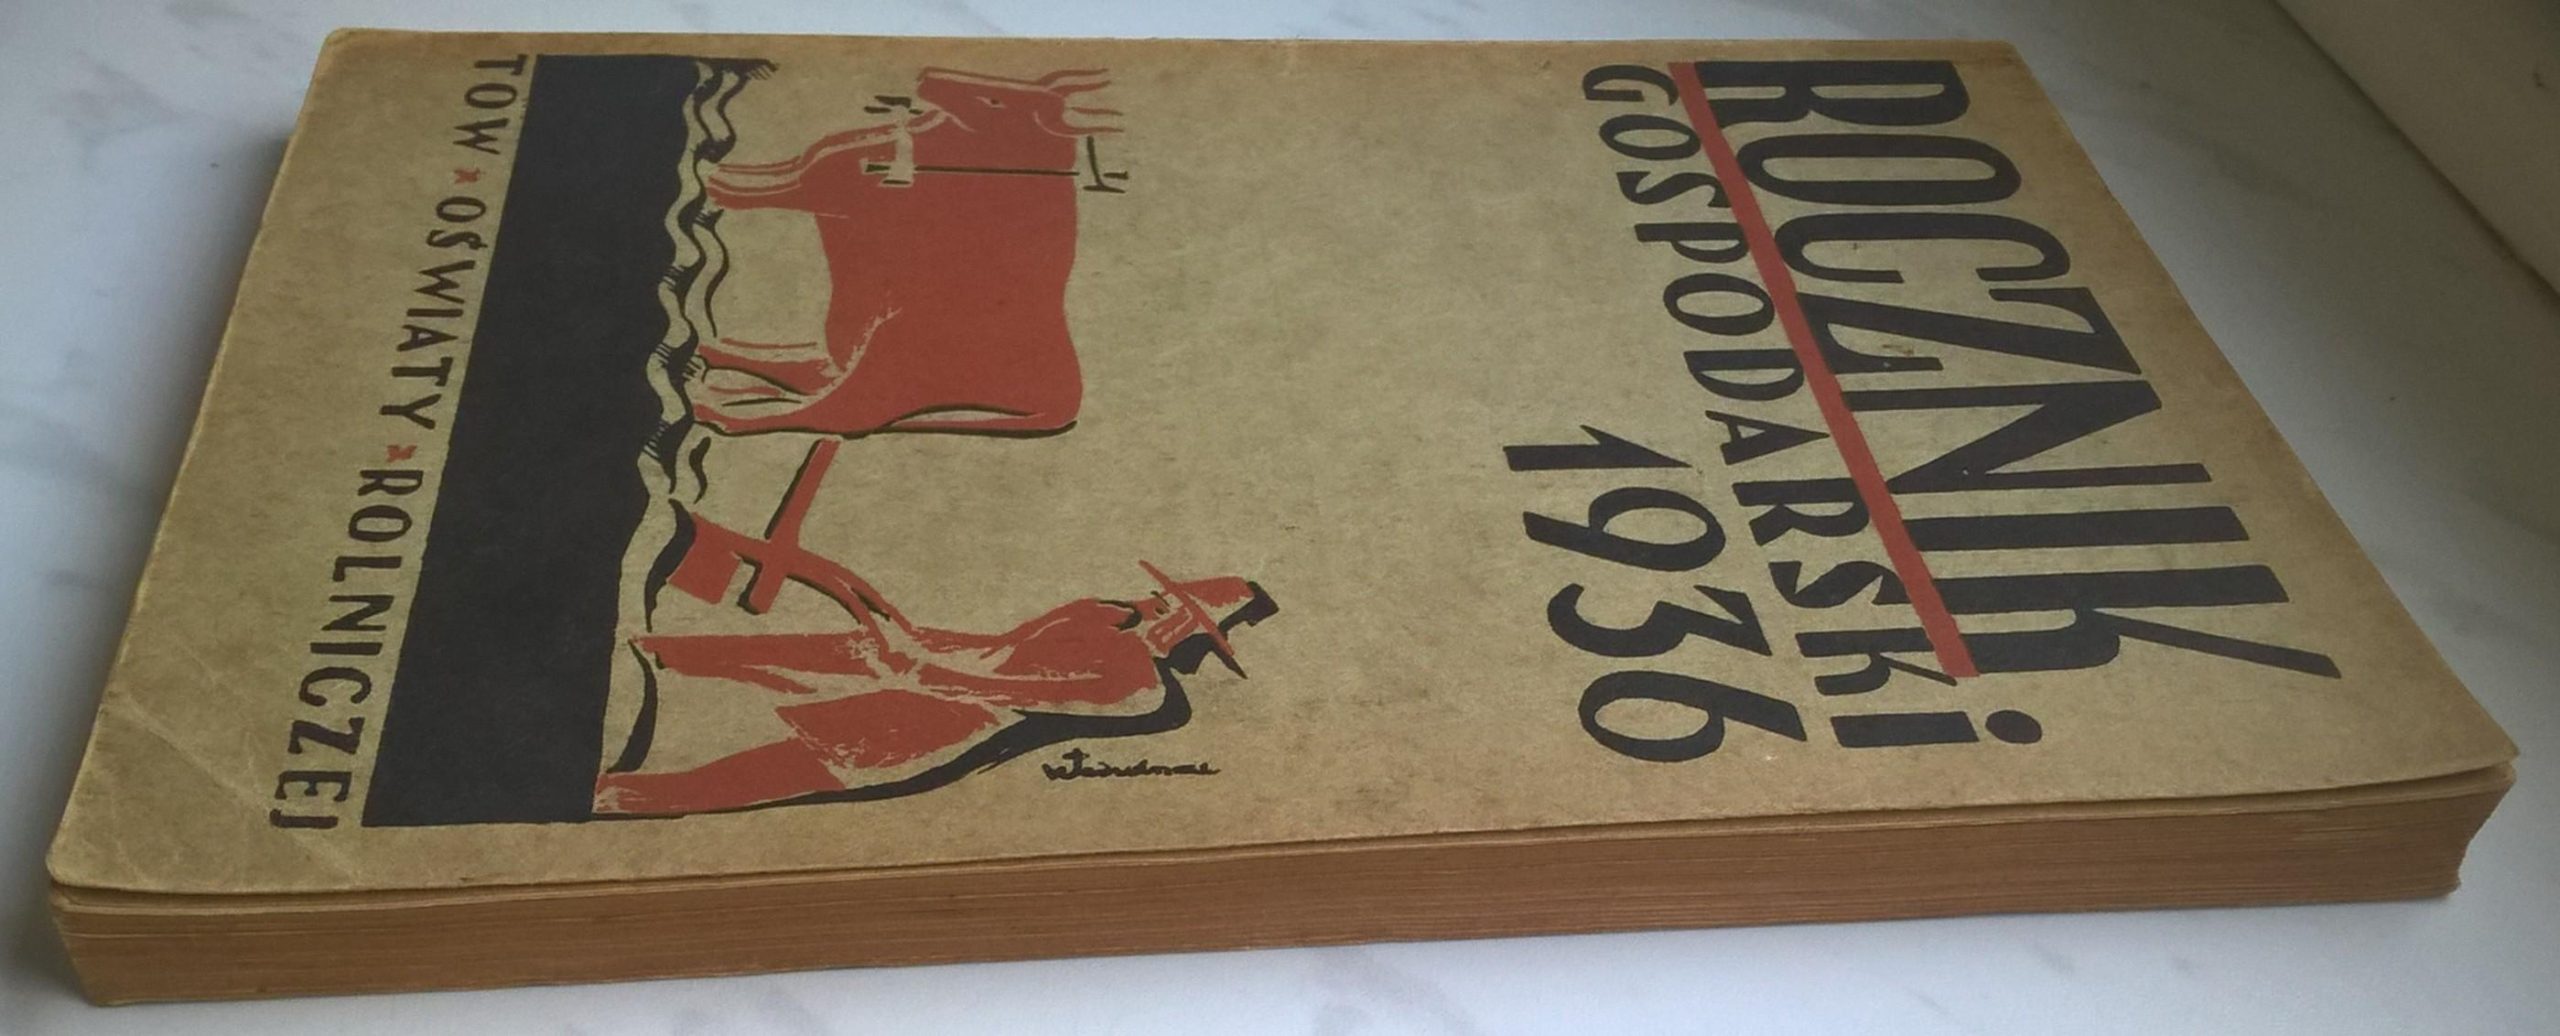 ROCZNIK
GOSPODARSKi
1936
TOW * OŚWIATY * ROLNICZEJ